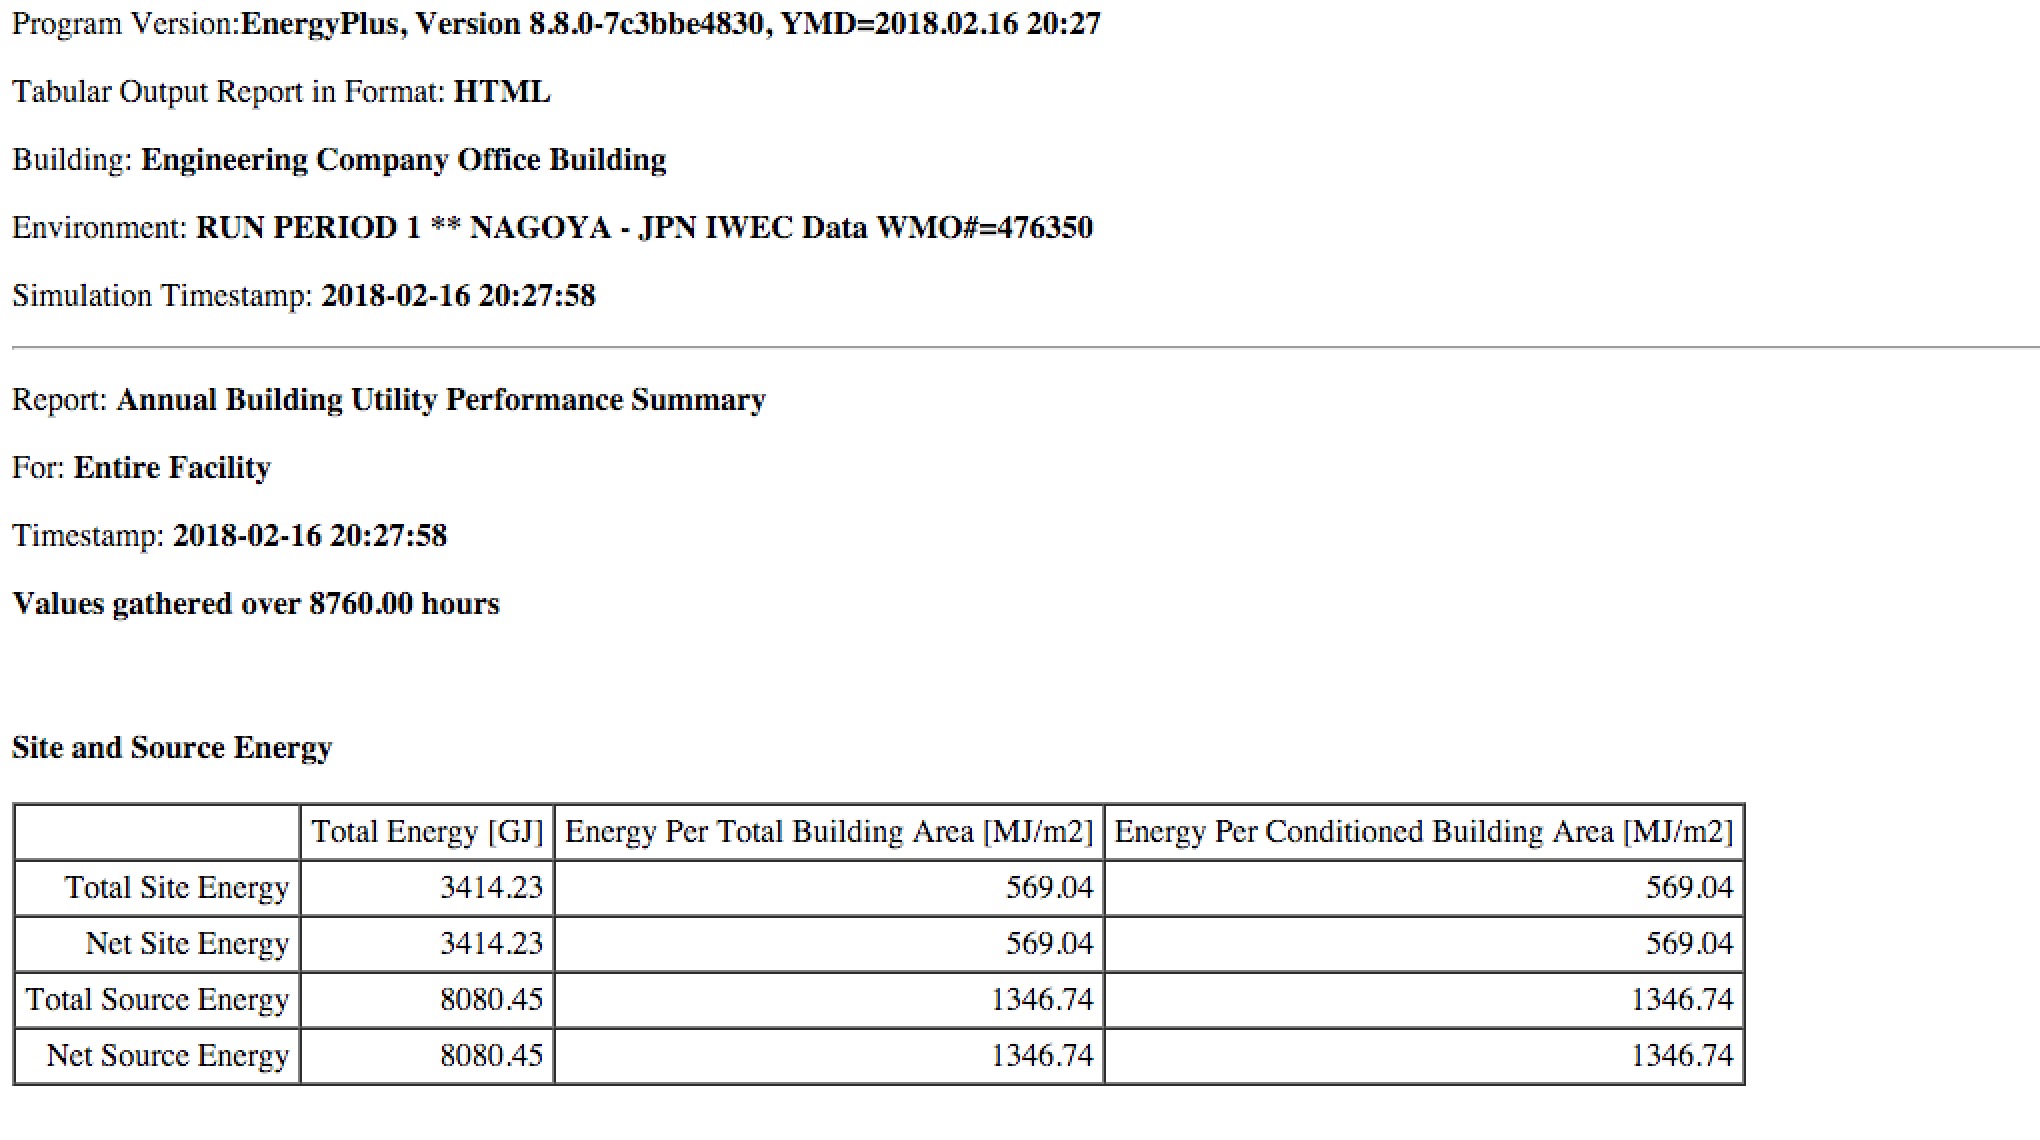 Program Version:EnergyPlus, Version 8.8.0-7c3bbe4830, YMD=2018.02.16 20:27
Tabular Output Report in Format: HTML
Building: Engineering Company Office Building
Environment: RUN PERIOD 1 ** NAGOYA - JPN IWEC Data WMO#=476350
Simulation Timestamp: 2018-02-16 20:27:58
Report: Annual Building Utility Performance Summary
For: Entire Facility
Timestamp: 2018-02-16 20:27:58
Values gathered over 8760.00 hours
Site and Source Energy
Total Energy [GJ] Energy Per Total Building Area [MJ/m2] Energy Per Conditioned Building Area [MJ/m2]
Total Site Energy 3414.23 569.04 569.04
Net Site Energy 3414.23 569.04 569.04
Total Source Energy 8080.45 1346.74 1346.74
Net Source Energy 8080.45 1346.74 1346.74